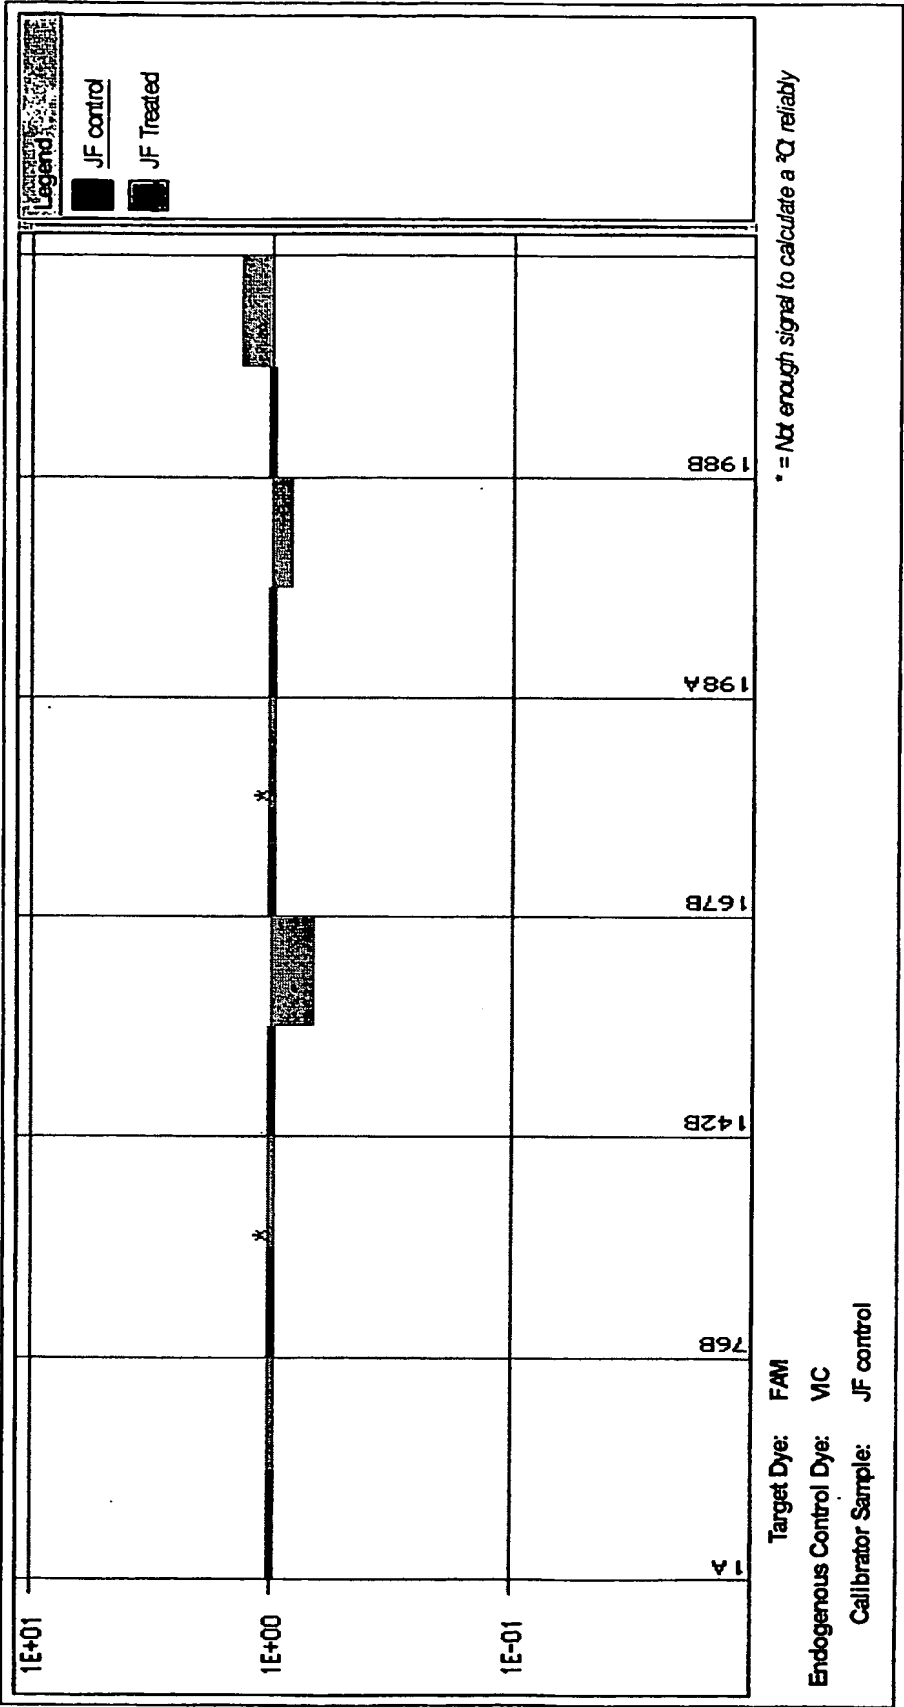 Legend
JF control
JF Treated
1E+01
1E+00
1E-01
*
*
1A
76B
142B
167B
198A
198B
Target Dye: FAM
Endogenous Control Dye: VIC
Calibrator Sample: JF control
* = Not enough signal to calculate a ²Ct reliably